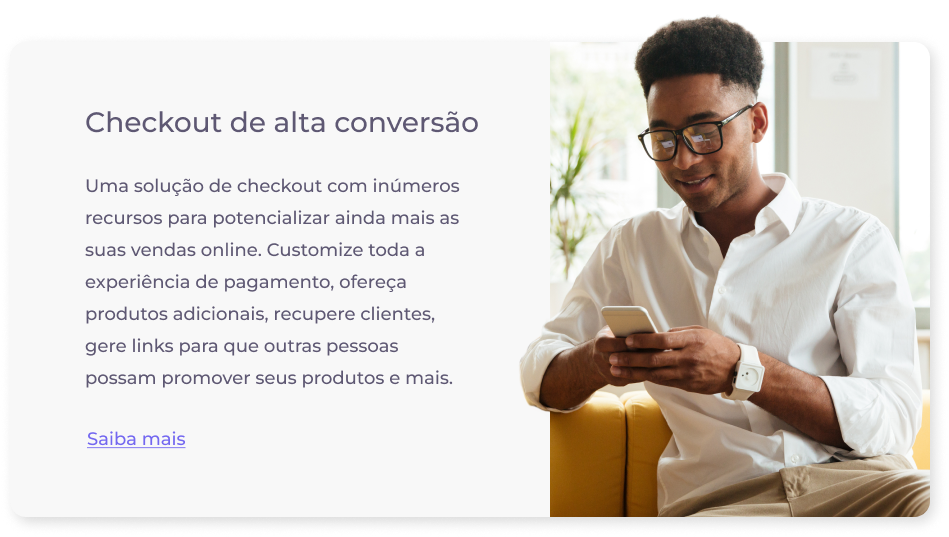 Checkout de alta conversão
Uma solução de checkout com inúmeros
recursos para potencializar ainda mais as
suas vendas online. Customize toda a
experiência de pagamento, ofereça
produtos adicionais, recupere clientes,
gere links para que outras pessoas
possam promover seus produtos e mais.
Saiba mais